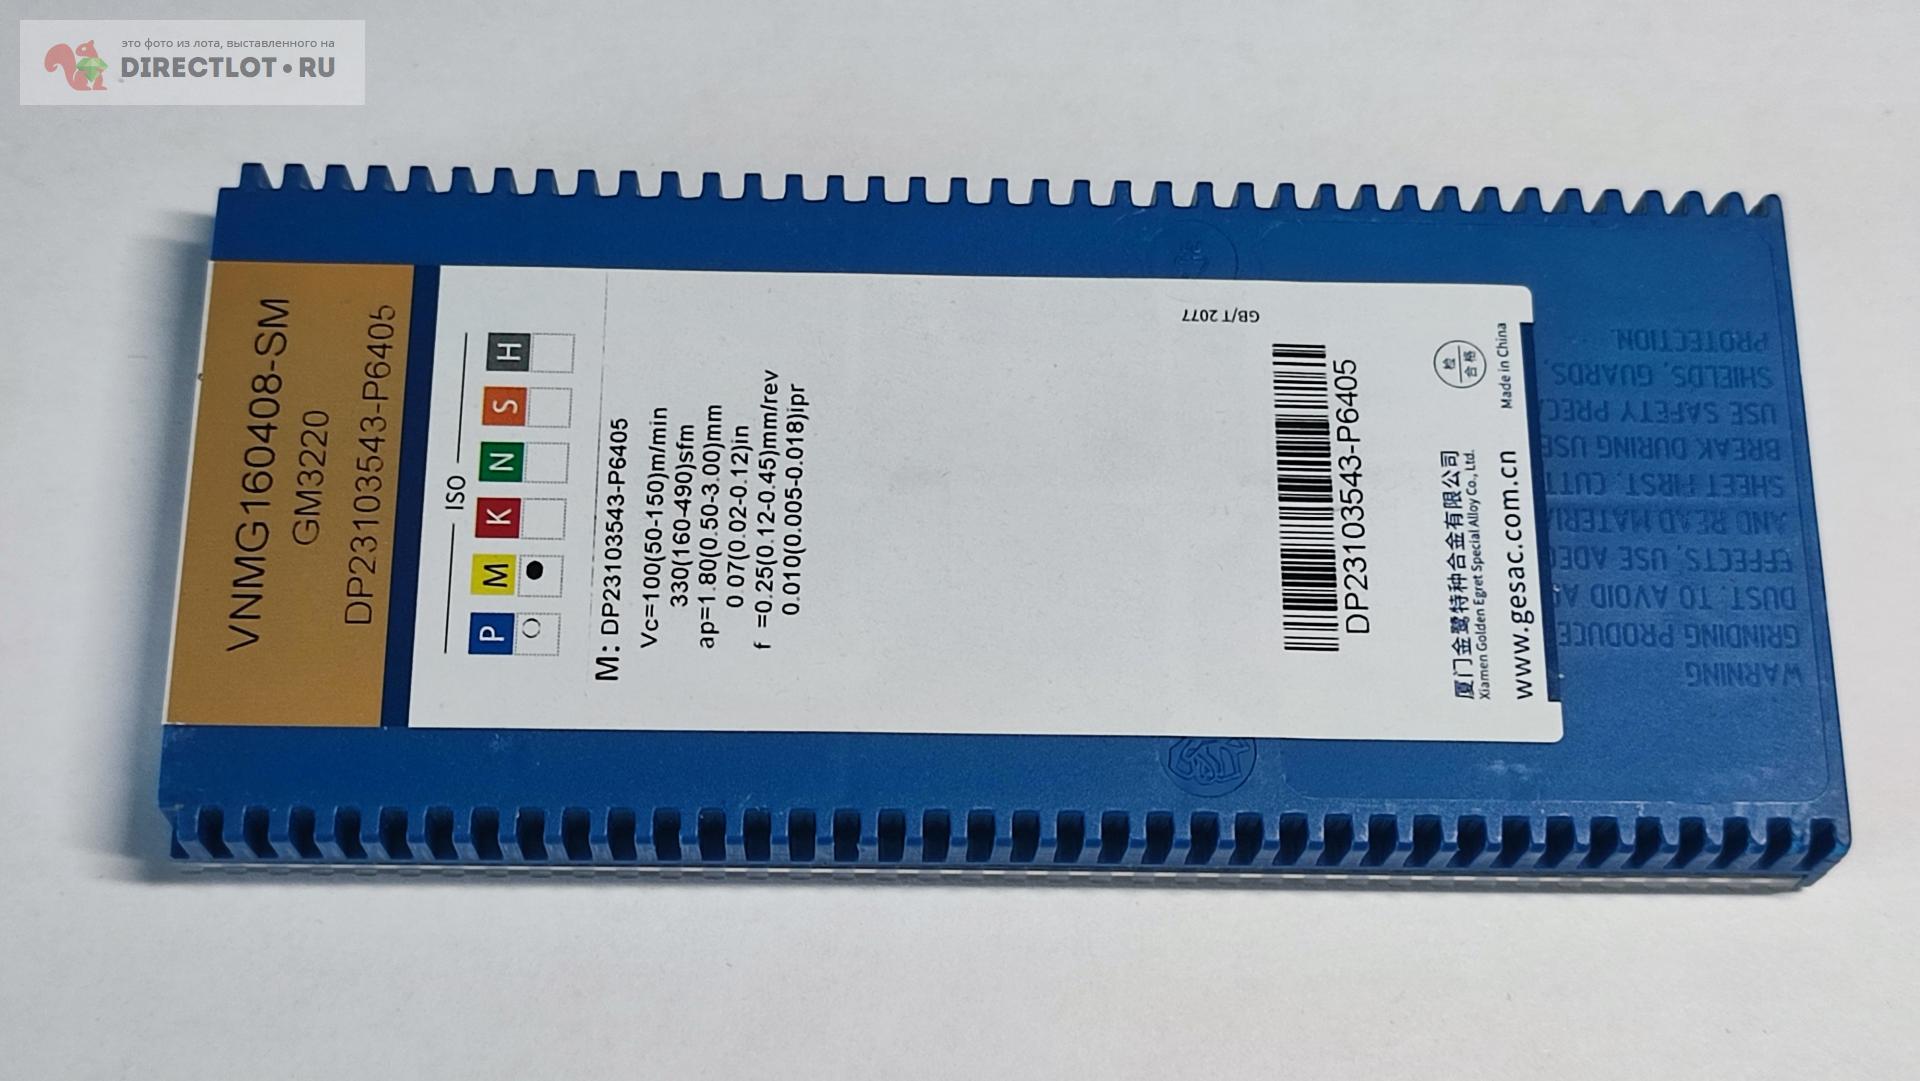 это фото из лота, выставленного на
DIRECTLOT•RU
VNMG160408-SM
GM3220
DP23103543-P6405
ISO
P M K N S H
M: DP23103543-P6405
Vc=100(50-150)m/min
330(160-490)sfm
ap=1.80(0.50-3.00)mm
0.07(0.02-0.12)in
f =0.25(0.12-0.45)mm/rev
0.010(0.005-0.018)ipr
GB/T 2077
DP23103543-P6405
厦门金鹭特种合金有限公司
Xiamen Golden Egret Special Alloy Co., Ltd.
www.gesac.com.cn
检
合格
Made in China
WARNING
GRINDING PRODUCE
DUST. TO AVOID A
EFFECTS, USE ADE
AND READ MATERIA
SHEET FIRST. CUTT
BREAK DURING USE
USE SAFETY PREC
SHIELDS, GUARDS,
PROTECTION.